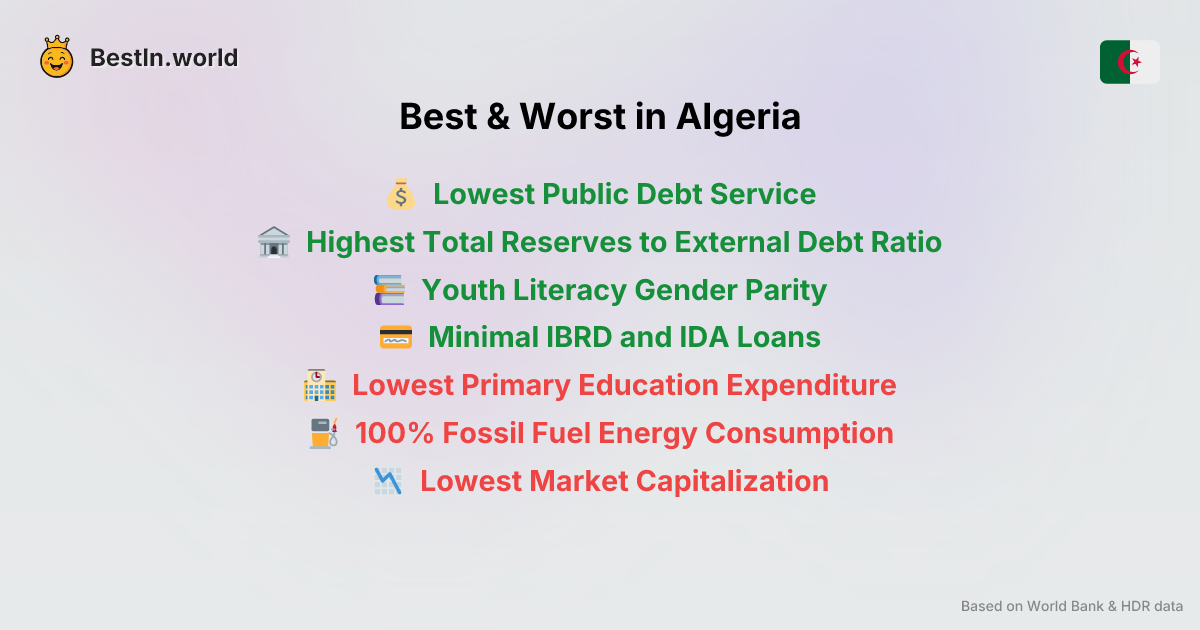 BestIn.world
Best & Worst in Algeria
Lowest Public Debt Service
Highest Total Reserves to External Debt Ratio
Youth Literacy Gender Parity
Minimal IBRD and IDA Loans
Lowest Primary Education Expenditure
100% Fossil Fuel Energy Consumption
Lowest Market Capitalization
Based on World Bank & HDR data